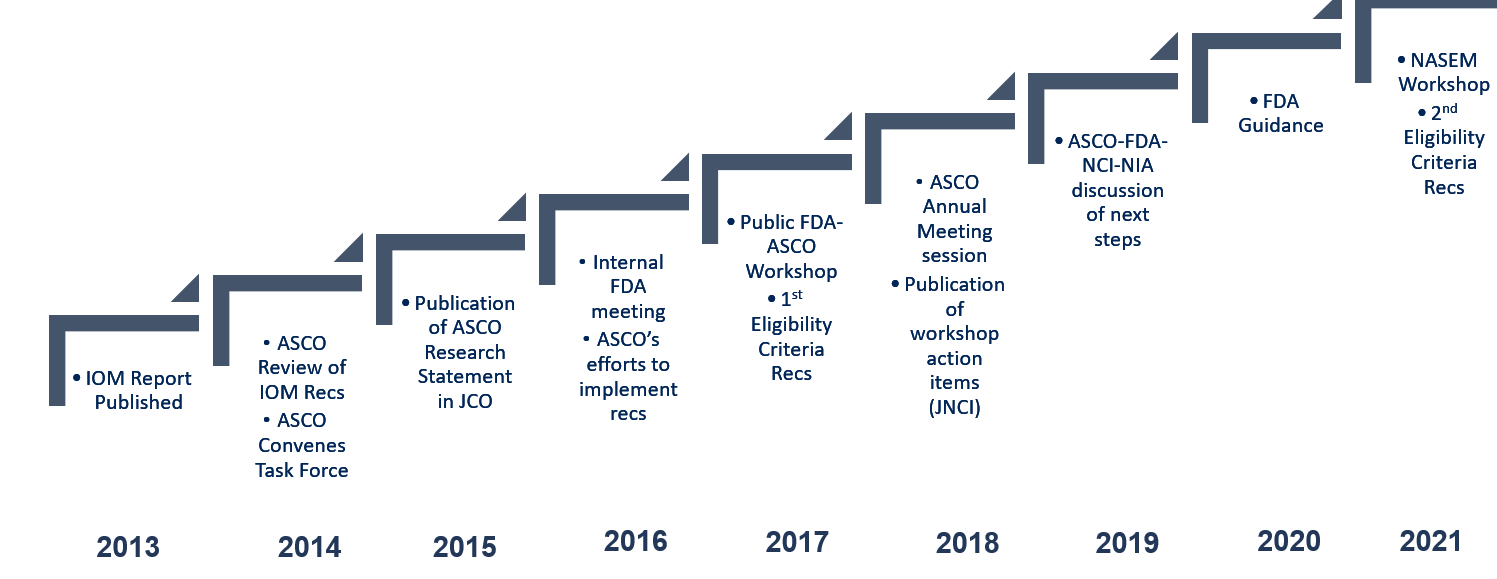 • IOM Report
Published
• ASCO
Review of
IOM Recs
• ASCO
Convenes
Task Force
• Publication
of ASCO
Research
Statement
in JCO
• Internal
FDA
meeting
• ASCO's
efforts to
implement
recs
• Public FDA-
ASCO
Workshop
• 1st
Eligibility
Criteria
Recs
• ASCO
Annual
Meeting
session
• Publication
of
workshop
action
items
(JNCI)
• ASCO-FDA-
NCI-NIA
discussion
of next
steps
• FDA
Guidance
• NASEM
Workshop
• 2nd
Eligibility
Criteria
Recs
2013
2014
2015
2016
2017
2018
2019
2020
2021